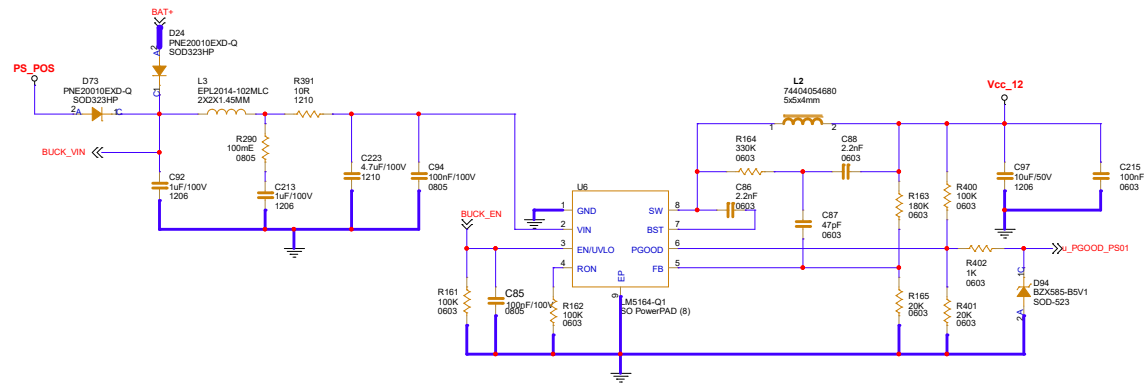 BAT+
D24
PNE20010EXD-Q
SOD323HP
2
A
C
1
PS_POS
D73
PNE20010EXD-Q
SOD323HP
2
A
1
C
L3
EPL2014-102MLC
2X2X1.45MM
R391
10R
1210
R290
100mE
0805
BUCK_VIN
C92
1uF/100V
1206
C213
1uF/100V
1206
C223
4.7uF/100V
1210
C94
100nF/100V
0805
BUCK_EN
R161
100K
0603
C85
100nF/100V
0805
R162
100K
0603
U6
1
GND
2
VIN
3
EN/UVLO
4
RON
SW
8
BST
7
PGOOD
6
FB
5
EP
9
LM5164-Q1
SO PowerPAD (8)
L2
74404054680
5x5x4mm
1
2
R164
330K
0603
C88
2.2nF
0603
C86
2.2nF
0603
C87
47pF
0603
R163
180K
0603
R400
100K
0603
Vcc_12
C97
10uF/50V
1206
C215
100nF
0603
R402
1K
0603
u_PGOOD_PS01
D94
BZX585-B5V1
SOD-523
1
C
2
A
R165
20K
0603
R401
20K
0603